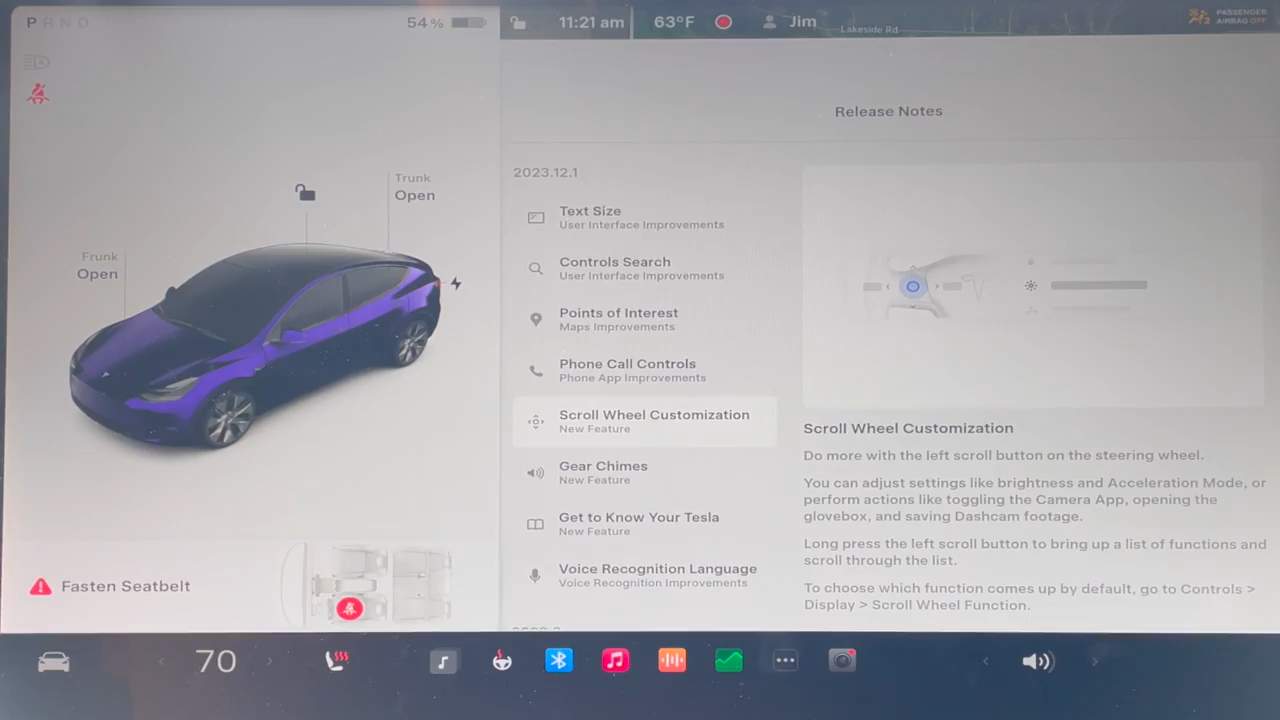 P R N D
54 %
11:21 am
63°F
Jim
Lakeside Rd
PASSENGER
AIRBAG OFF
Trunk
Open
Frunk
Open
Fasten Seatbelt
Release Notes
2023.12.1
Text Size
User Interface Improvements
Controls Search
User Interface Improvements
Points of Interest
Maps Improvements
Phone Call Controls
Phone App Improvements
Scroll Wheel Customization
New Feature
Gear Chimes
New Feature
Get to Know Your Tesla
New Feature
Voice Recognition Language
Voice Recognition Improvements
Scroll Wheel Customization
Do more with the left scroll button on the steering wheel.
You can adjust settings like brightness and Acceleration Mode, or
perform actions like toggling the Camera App, opening the
glovebox, and saving Dashcam footage.
Long press the left scroll button to bring up a list of functions and
scroll through the list.
To choose which function comes up by default, go to Controls >
Display > Scroll Wheel Function.
70